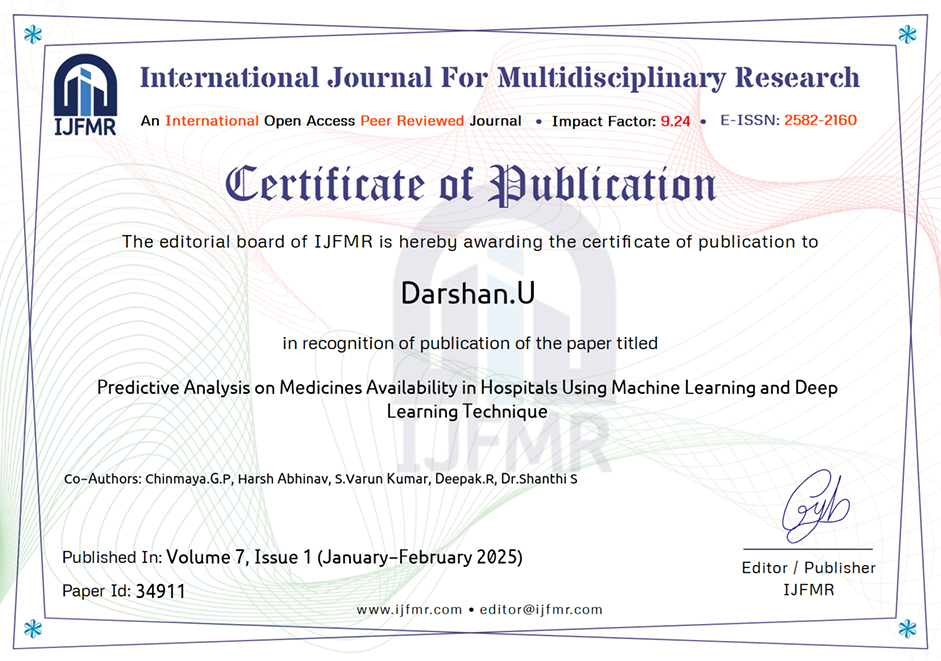 International Journal For Multidisciplinary Research
IJFMR
An International Open Access Peer Reviewed Journal • Impact Factor: 9.24 • E-ISSN: 2582-2160
Certificate of Publication
The editorial board of IJFMR is hereby awarding the certificate of publication to
Darshan.U
in recognition of publication of the paper titled
Predictive Analysis on Medicines Availability in Hospitals Using Machine Learning and Deep
Learning Technique
IJFMR
Co-Authors: Chinmaya.G.P, Harsh Abhinav, S.Varun Kumar, Deepak.R, Dr.Shanthi S
Published In: Volume 7, Issue 1 (January-February 2025)
Editor / Publisher
IJFMR
Paper Id: 34911
www.ijfmr.com • editor@ijfmr.com